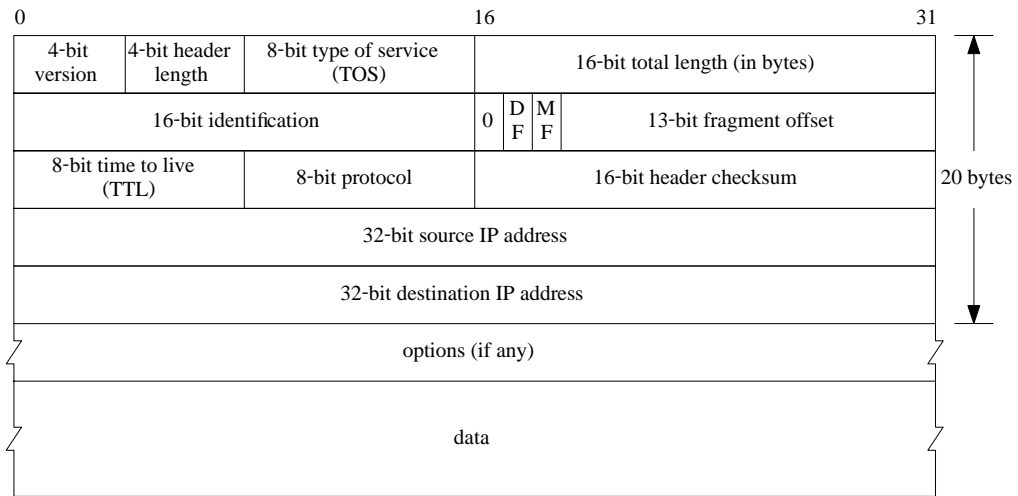 0 16 31
4-bit version
4-bit header length
8-bit type of service (TOS)
16-bit total length (in bytes)
16-bit identification
0
D F
M F
13-bit fragment offset
8-bit time to live (TTL)
8-bit protocol
16-bit header checksum
20 bytes
32-bit source IP address
32-bit destination IP address
options (if any)
data